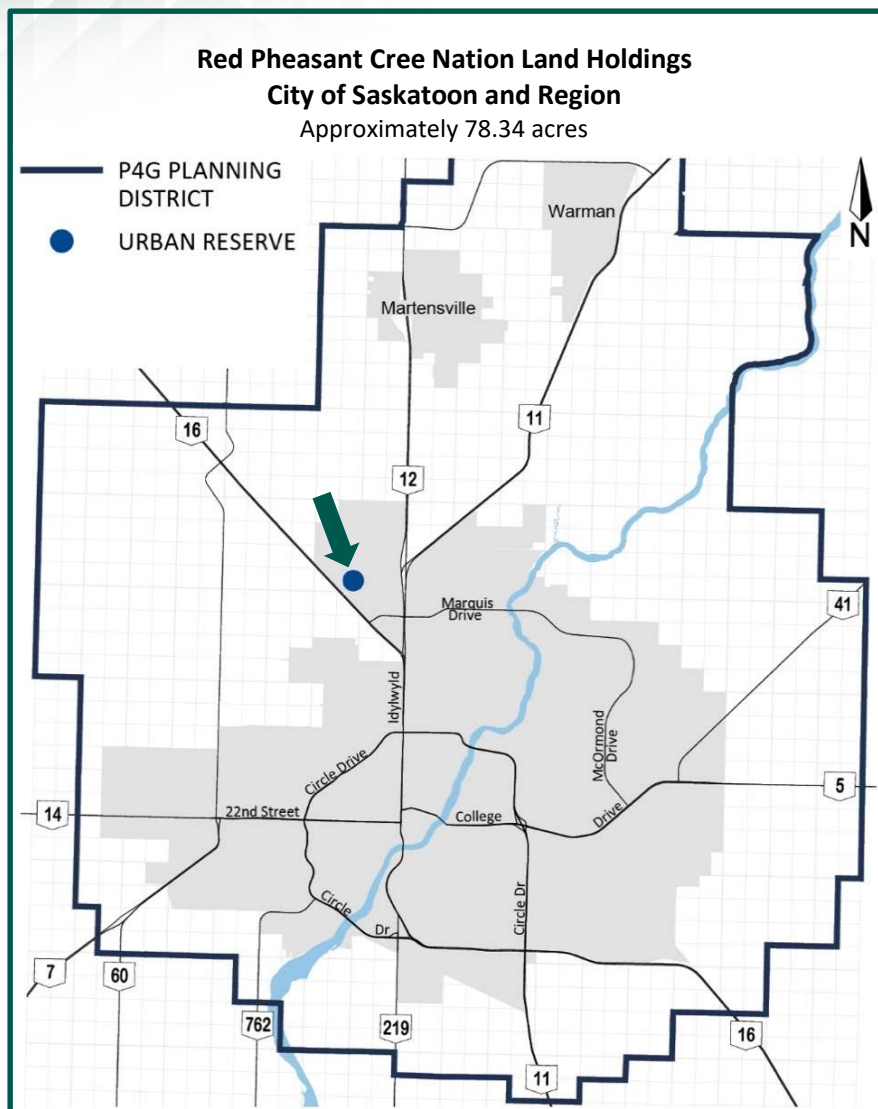 Red Pheasant Cree Nation Land Holdings
City of Saskatoon and Region
Approximately 78.34 acres
P4G PLANNING
DISTRICT
URBAN RESERVE
N
Warman
Martensville
16
11
12
Marquis
Drive
41
Idylwyld
McOrmond
Drive
Circle Drive
5
14
22nd Street
College
Drive
Circle
Dr
Circle Dr
7
60
762
219
16
11